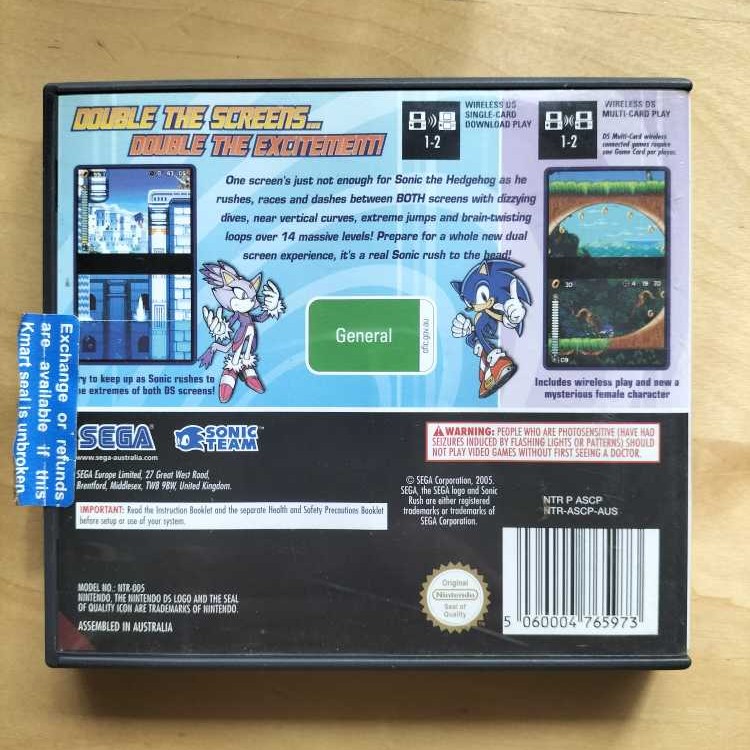 DOUBLE THE SCREENS...
DOUBLE THE EXCITEMENT!
WIRELESS DS
SINGLE-CARD
DOWNLOAD PLAY
1-2
WIRELESS DS
MULTI-CARD PLAY
1-2
DS Multi-Card wireless
connected games require
one Game Card per player.
One screen's just not enough for Sonic the Hedgehog as he
rushes, races and dashes between BOTH screens with dizzying
dives, near vertical curves, extreme jumps and brain-twisting
loops over 14 massive levels! Prepare for a whole new dual
screen experience, it's a real Sonic rush to the head!
General
oflc.gov.au
ry to keep up as Sonic rushes to
e extremes of both DS screens!
Includes wireless play and new a
mysterious female character
Exchange or refunds
are available if this
Kmart seal is unbroken
SEGA
www.sega-australia.com
SONIC
TEAM
SEGA Europe Limited, 27 Great West Road,
Brentford, Middlesex, TW8 9BW, United Kingdom.
IMPORTANT: Read the Instruction Booklet and the separate Health and Safety Precautions Booklet
before setup or use of your system.
WARNING: PEOPLE WHO ARE PHOTOSENSITIVE (HAVE HAD
SEIZURES INDUCED BY FLASHING LIGHTS OR PATTERNS) SHOULD
NOT PLAY VIDEO GAMES WITHOUT FIRST SEEING A DOCTOR.
© SEGA Corporation, 2005.
SEGA, the SEGA logo and Sonic
Rush are either registered
trademarks or trademarks of
SEGA Corporation.
NTR P ASCP
NTR-ASCP-AUS
MODEL NO.: NTR-005
NINTENDO, THE NINTENDO DS LOGO AND THE SEAL
OF QUALITY ICON ARE TRADEMARKS OF NINTENDO.
ASSEMBLED IN AUSTRALIA
Original
Nintendo
Seal of
Quality
5 060004 765973